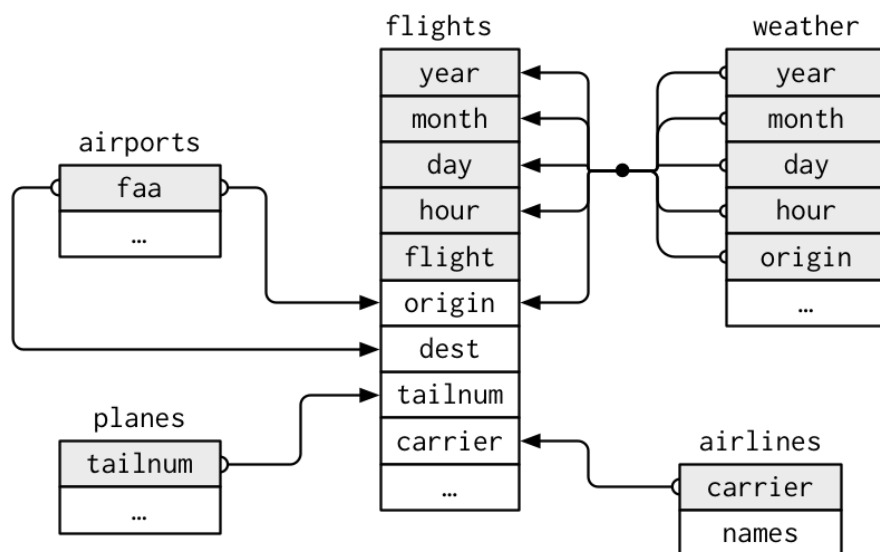 flights
year
month
day
hour
flight
origin
dest
tailnum
carrier
…
weather
year
month
day
hour
origin
…
airports
faa
…
planes
tailnum
…
airlines
carrier
names